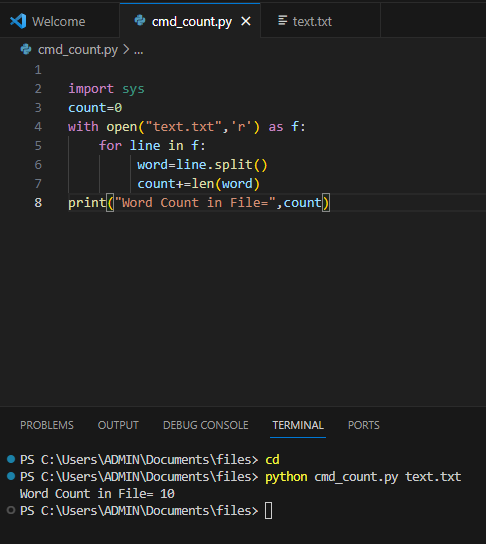 Welcome cmd_count.py × text.txt
cmd_count.py > ...
1
2 import sys
3 count=0
4 with open("text.txt",'r') as f:
5     for line in f:
6         word=line.split()
7         count+=len(word)
8 print("Word Count in File=",count)
PROBLEMS OUTPUT DEBUG CONSOLE TERMINAL PORTS
PS C:\Users\ADMIN\Documents\files> cd
PS C:\Users\ADMIN\Documents\files> python cmd_count.py text.txt
Word Count in File= 10
PS C:\Users\ADMIN\Documents\files>